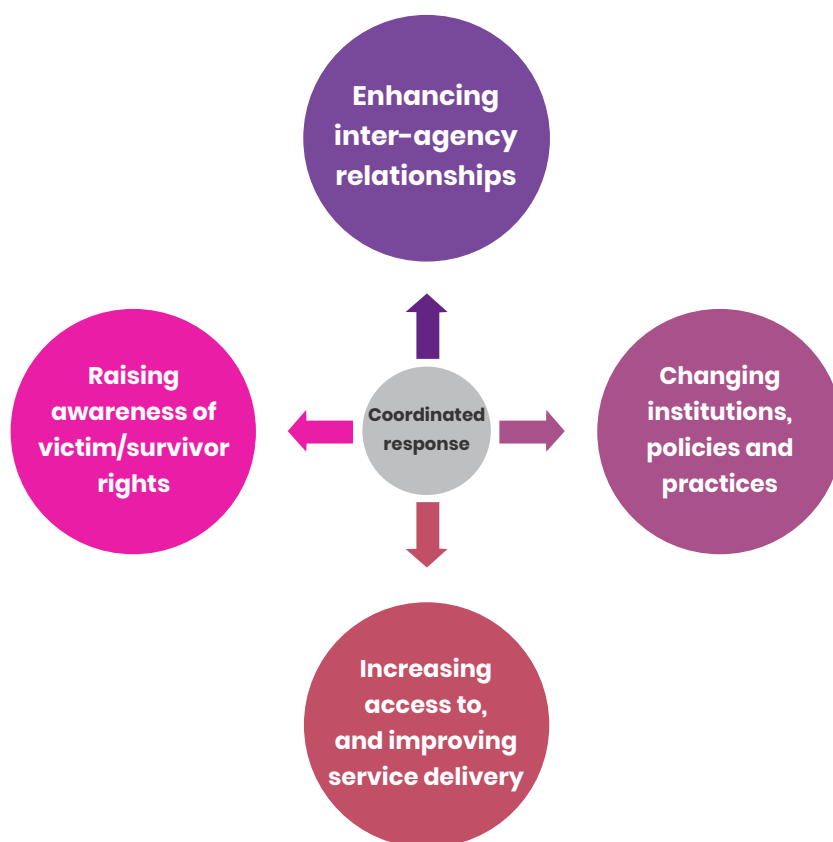 Enhancing
inter-agency
relationships
Raising
awareness of
victim/survivor
rights
Coordinated
response
Changing
institutions,
policies and
practices
Increasing
access to,
and improving
service delivery